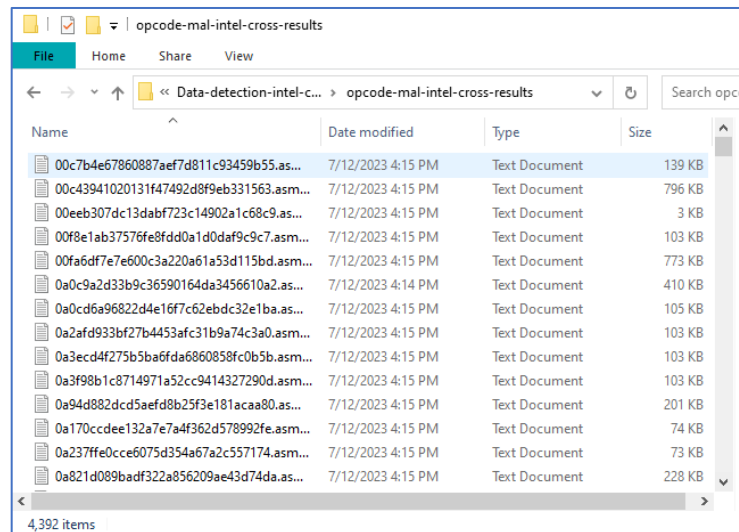 opcode-mal-intel-cross-results
File Home Share View
« Data-detection-intel-c... › opcode-mal-intel-cross-results Search opc
Name Date modified Type Size
00c7b4e67860887aef7d811c93459b55.as... 7/12/2023 4:15 PM Text Document 139 KB
00c43941020131f47492d8f9eb331563.asm... 7/12/2023 4:15 PM Text Document 796 KB
00eeb307dc13dabf723c14902a1c68c9.as... 7/12/2023 4:15 PM Text Document 3 KB
00f8e1ab37576fe8fdd0a1d0daf9c9c7.asm... 7/12/2023 4:15 PM Text Document 103 KB
00fa6df7e7e600c3a220a61a53d115bd.asm... 7/12/2023 4:15 PM Text Document 773 KB
0a0c9a2d33b9c36590164da3456610a2.as... 7/12/2023 4:14 PM Text Document 410 KB
0a0cd6a96822d4e16f7c62ebdc32e1ba.as... 7/12/2023 4:15 PM Text Document 105 KB
0a2afd933bf27b4453afc31b9a74c3a0.asm... 7/12/2023 4:15 PM Text Document 103 KB
0a3ecd4f275b5ba6fda6860858fc0b5b.asm... 7/12/2023 4:15 PM Text Document 103 KB
0a3f98b1c8714971a52cc9414327290d.asm... 7/12/2023 4:15 PM Text Document 103 KB
0a94d882dcd5aefd8b25f3e181acaa80.as... 7/12/2023 4:15 PM Text Document 201 KB
0a170ccdee132a7e7a4f362d578992fe.asm... 7/12/2023 4:15 PM Text Document 74 KB
0a237ffe0cce6075d354a67a2c557174.asm... 7/12/2023 4:15 PM Text Document 73 KB
0a821d089badf322a856209ae43d74da.as... 7/12/2023 4:15 PM Text Document 228 KB
4,392 items